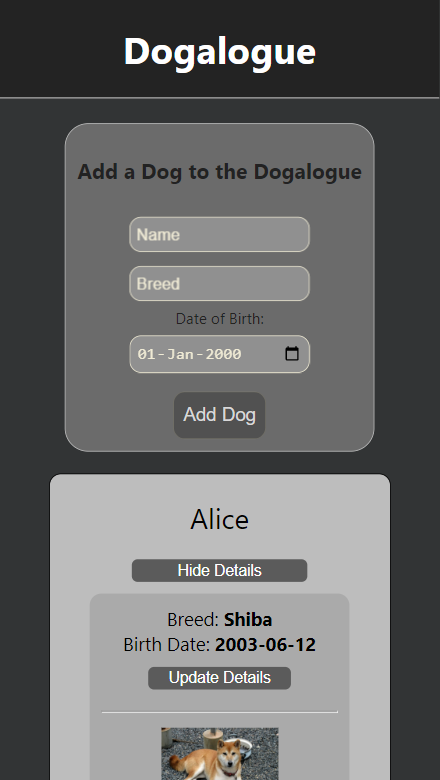 Dogalogue
Add a Dog to the Dogalogue
Name
Breed
Date of Birth:
01-Jan-2000
Add Dog
Alice
Hide Details
Breed: Shiba
Birth Date: 2003-06-12
Update Details